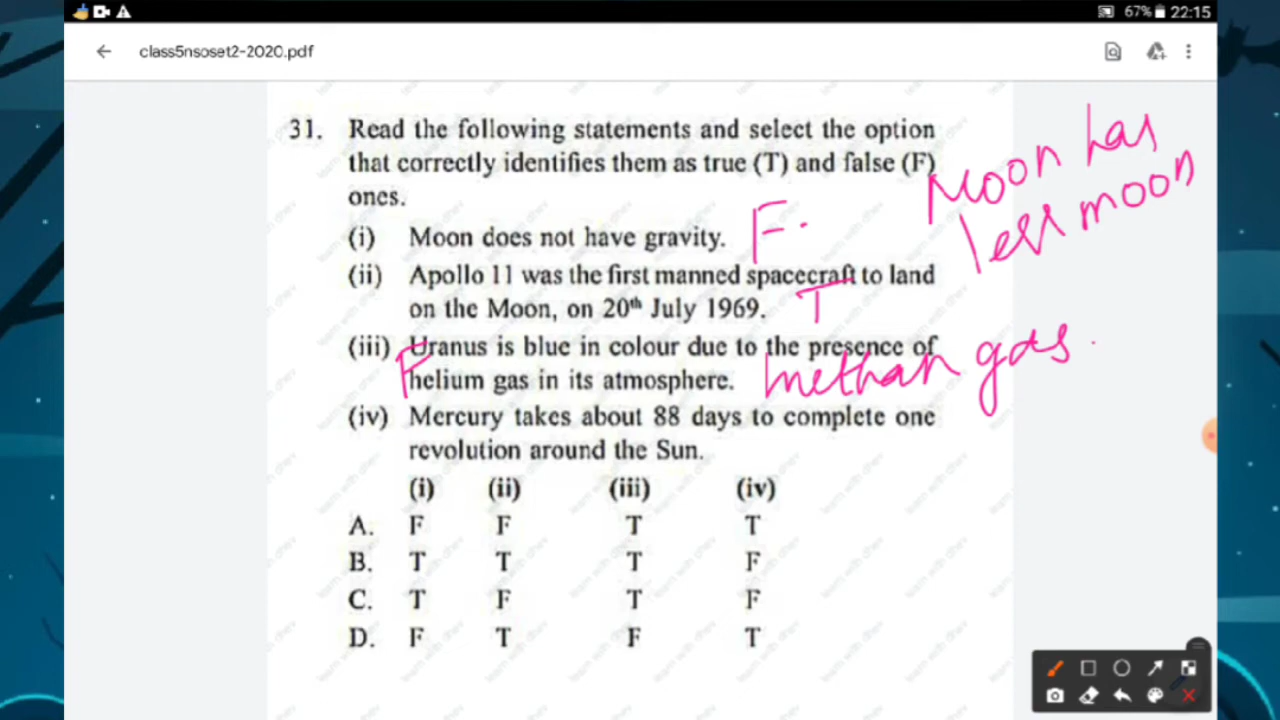 67% 22:15
class5nsoset2-2020.pdf
31. Read the following statements and select the option
that correctly identifies them as true (T) and false (F)
ones.
Moon has
less moon
(i) Moon does not have gravity. F.
(ii) Apollo 11 was the first manned spacecraft to land
on the Moon, on 20th July 1969. T
(iii) Uranus is blue in colour due to the presence of
F helium gas in its atmosphere. methan gas.
(iv) Mercury takes about 88 days to complete one
revolution around the Sun.
(i) (ii) (iii) (iv)
A. F F T T
B. T T T F
C. T F T F
D. F T F T